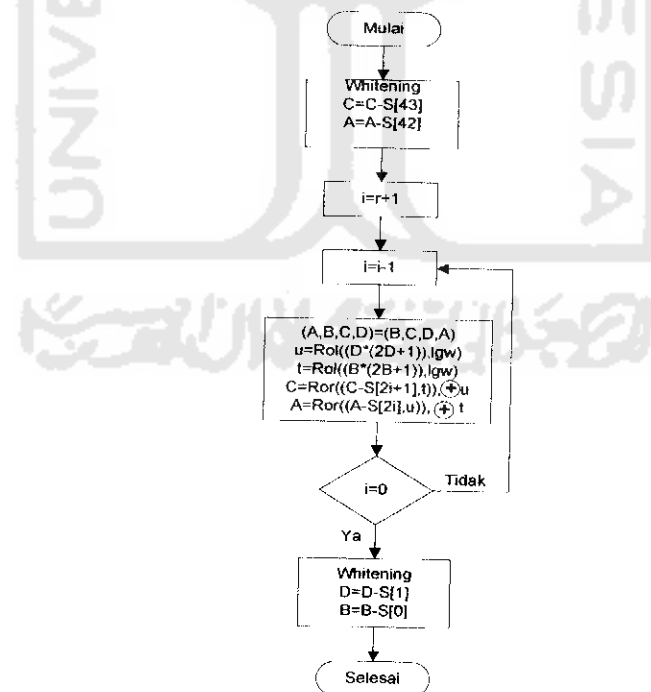 Mulai
Whitening
C=C-S[43]
A=A-S[42]
i=r+1
i=i-1
(A,B,C,D)=(B,C,D,A)
u=Rol((D*(2D+1)),lgw)
t=Rol((B*(2B+1)),lgw)
C=Ror((C-S[2i+1],t)),⊕u
A=Ror((A-S[2i],u)),⊕ t
i=0
Tidak
Ya
Whitening
D=D-S[1]
B=B-S[0]
Selesai